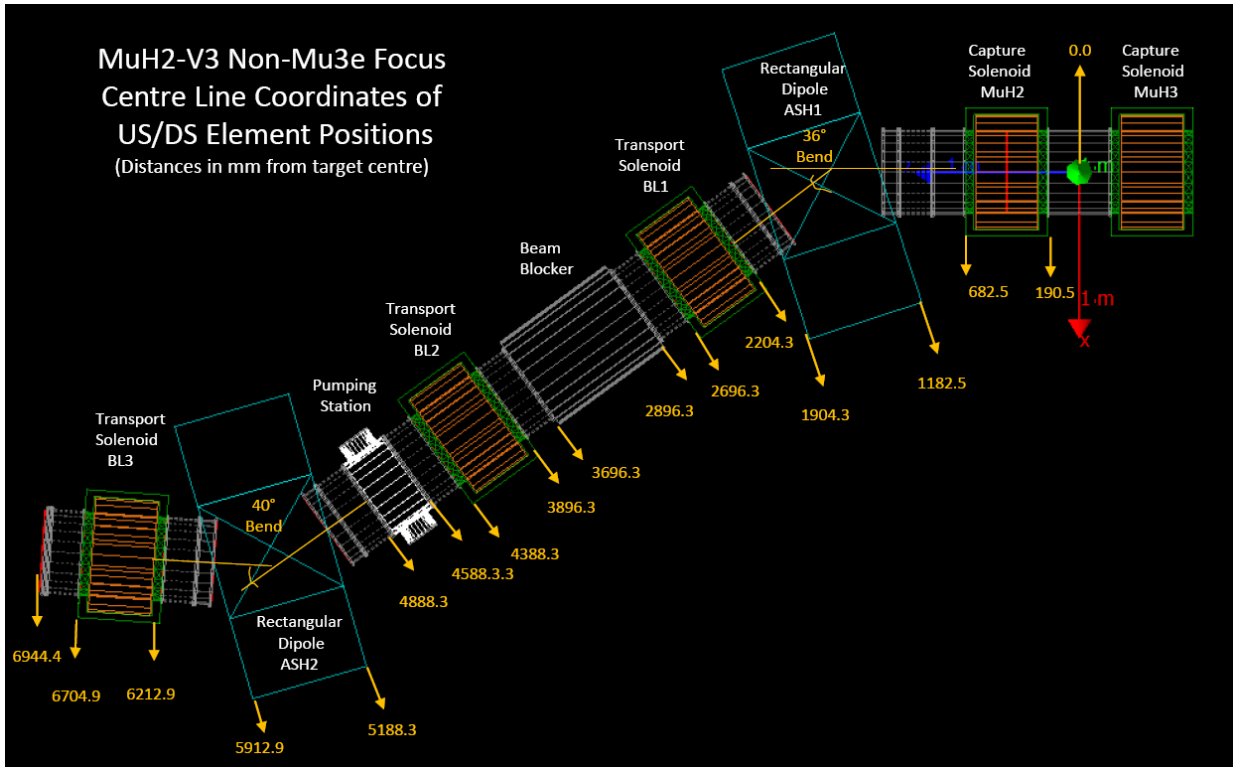 MuH2-V3 Non-Mu3e Focus
Centre Line Coordinates of
US/DS Element Positions
(Distances in mm from target centre)
Rectangular
Dipole
ASH1
36°
Bend
Capture
Solenoid
MuH2
0.0
Capture
Solenoid
MuH3
Transport
Solenoid
BL1
Beam
Blocker
Transport
Solenoid
BL2
Pumping
Station
Transport
Solenoid
BL3
40°
Bend
Rectangular
Dipole
ASH2
m
1 m
x
682.5
190.5
1182.5
1904.3
2204.3
2696.3
2896.3
3696.3
3896.3
4388.3
4588.3.3
4888.3
5188.3
5912.9
6212.9
6704.9
6944.4